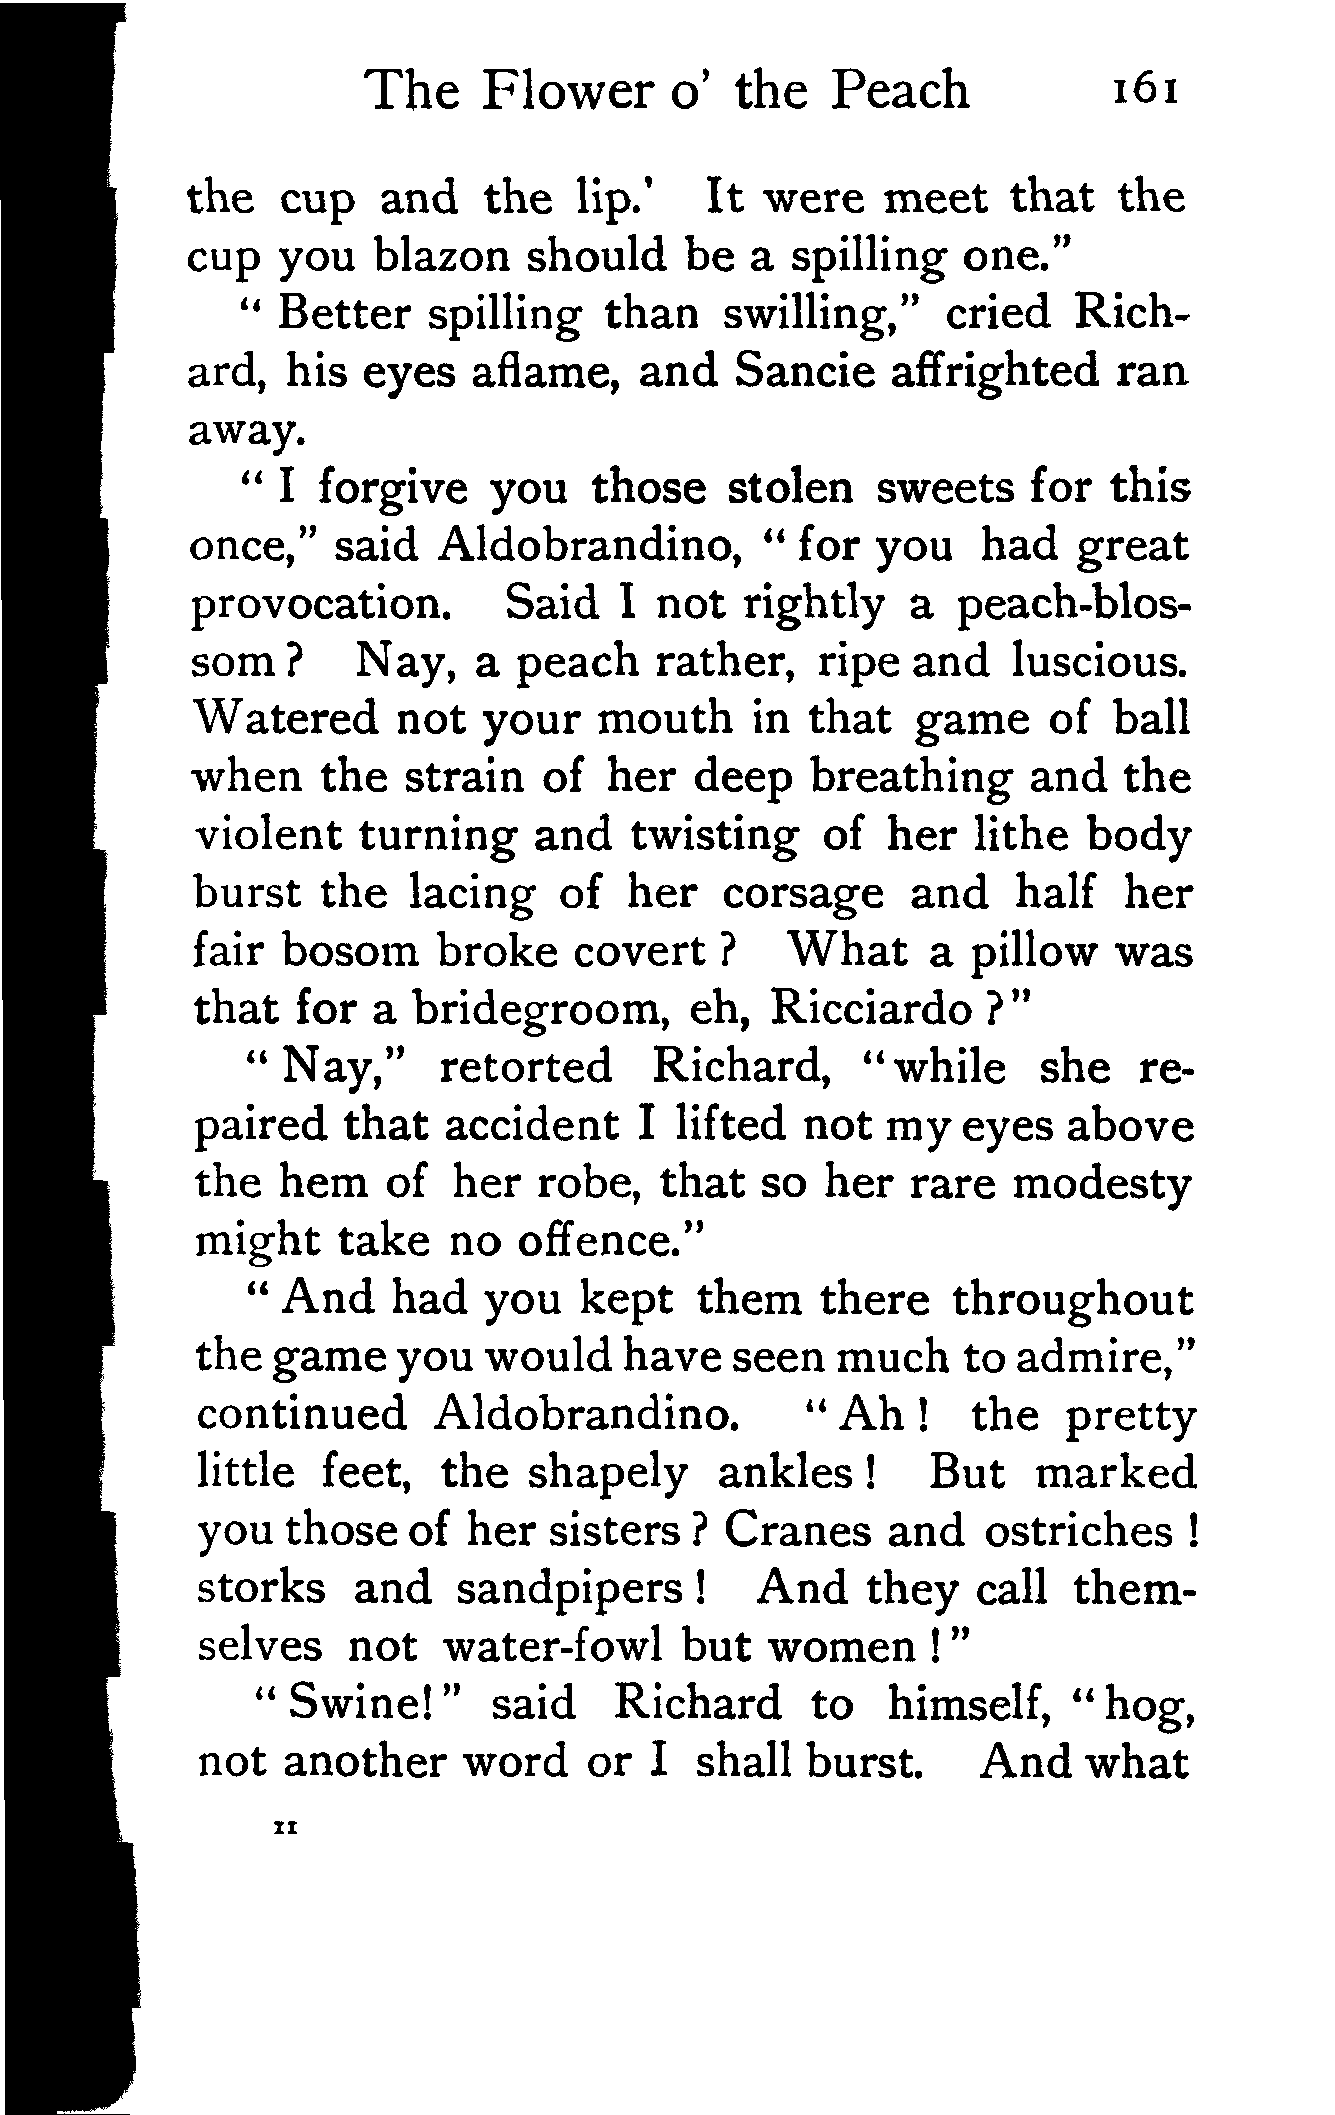 The Flower o' the Peach 161
the cup and the lip.' It were meet that the
cup you blazon should be a spilling one."
" Better spilling than swilling," cried Rich-
ard, his eyes aflame, and Sancie affrighted ran
away.
" I forgive you those stolen sweets for this
once," said Aldobrandino, " for you had great
provocation. Said I not rightly a peach-blos-
som ? Nay, a peach rather, ripe and luscious.
Watered not your mouth in that game of ball
when the strain of her deep breathing and the
violent turning and twisting of her lithe body
burst the lacing of her corsage and half her
fair bosom broke covert ? What a pillow was
that for a bridegroom, eh, Ricciardo ?"
" Nay," retorted Richard, "while she re-
paired that accident I lifted not my eyes above
the hem of her robe, that so her rare modesty
might take no offence."
" And had you kept them there throughout
the game you would have seen much to admire,"
continued Aldobrandino. " Ah ! the pretty
little feet, the shapely ankles ! But marked
you those of her sisters ? Cranes and ostriches !
storks and sandpipers ! And they call them-
selves not water-fowl but women !"
" Swine!" said Richard to himself, " hog,
not another word or I shall burst. And what
11